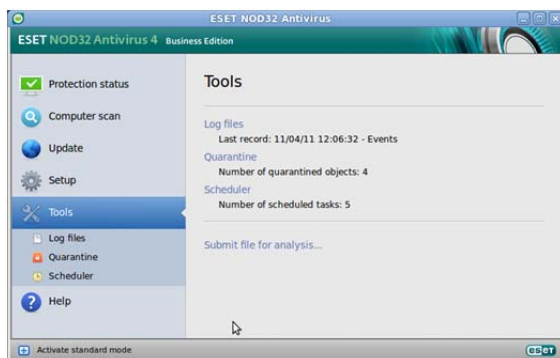 ESET NOD32 Antivirus
ESET NOD32 Antivirus 4 Business Edition
Protection status
Computer scan
Update
Setup
Tools
Log files
Quarantine
Scheduler
Help
Tools
Log files
Last record: 11/04/11 12:06:32 - Events
Quarantine
Number of quarantined objects: 4
Scheduler
Number of scheduled tasks: 5
Submit file for analysis...
Activate standard mode
eset